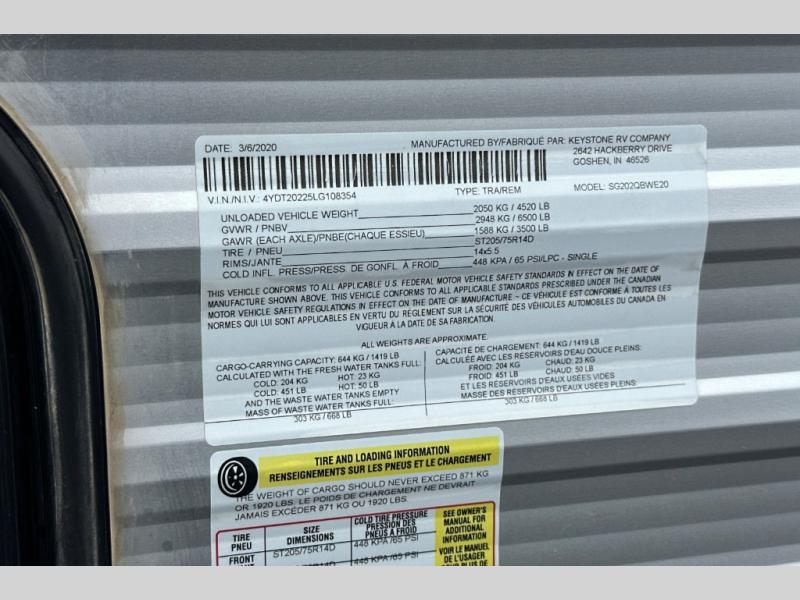 DATE: 3/6/2020
MANUFACTURED BY/FABRIQUÉ PAR: KEYSTONE RV COMPANY
2642 HACKBERRY DRIVE
GOSHEN, IN 46526
V.I.N./N.I.V.: 4YDT20225LG108354 TYPE: TRA/REM MODEL: SG202QBWE20
UNLOADED VEHICLE WEIGHT 2050 KG / 4520 LB
GVWR / PNBV 2948 KG / 6500 LB
GAWR (EACH AXLE)/PNBE(CHAQUE ESSIEU) 1588 KG / 3500 LB
TIRE / PNEU ST205/75R14D
RIMS/JANTE 14x5.5
COLD INFL. PRESS/PRESS. DE GONFL. À FROID 448 KPA / 65 PSI/LPC - SINGLE
THIS VEHICLE CONFORMS TO ALL APPLICABLE U.S. FEDERAL MOTOR VEHICLE SAFETY STANDARDS IN EFFECT ON THE DATE OF
MANUFACTURE SHOWN ABOVE. THIS VEHICLE CONFORMS TO ALL APPLICABLE STANDARDS PRESCRIBED UNDER THE CANADIAN
MOTOR VEHICLE SAFETY REGULATIONS IN EFFECT ON THE DATE OF MANUFACTURE ~ CE VÉHICULE EST CONFORME À TOUTES LES
NORMES QUI LUI SONT APPLICABLES EN VERTU DU RÉGLEMENT SUR LA SÉCURITÉ DES VÉHICULES AUTOMOBILES DU CANADA EN
VIGUEUR À LA DATE DE SA FABRICATION.
ALL WEIGHTS ARE APPROXIMATE.
CARGO-CARRYING CAPACITY: 644 KG / 1419 LB
CALCULATED WITH THE FRESH WATER TANKS FULL:
COLD: 204 KG HOT: 23 KG
COLD: 451 LB HOT: 50 LB
AND THE WASTE WATER TANKS EMPTY
MASS OF WASTE WATER TANKS FULL:
303 KG / 668 LB
CAPACITE DE CHARGEMENT: 644 KG / 1419 LB
CALCULÉE AVEC LES RÉSERVOIRS D'EAU DOUCE PLEINS:
FROID: 204 KG CHAUD: 23 KG
FROID: 451 LB CHAUD: 50 LB
ET LES RÉSERVOIRS D'EAUX USÉES VIDES
MASSE DES RÉSERVOIRS D'EAUX USÉES PLEINS:
303 KG / 668 LB
TIRE AND LOADING INFORMATION
RENSEIGNEMENTS SUR LES PNEUS ET LE CHARGEMENT
THE WEIGHT OF CARGO SHOULD NEVER EXCEED 871 KG
OR 1920 LBS. LE POIDS DE CHARGEMENT NE DEVRAIT
JAMAIS EXCÉDER 871 KG OU 1920 LBS.
TIRE
PNEU
SIZE
DIMENSIONS
COLD TIRE PRESSURE
PRESSION DES
PNEUS A FROID
SEE OWNER'S
MANUAL FOR
ADDITIONAL
INFORMATION
VOIR LE MANUEL
DE L'USAGER
POUR PLUS DE
FRONT
ST205/75R14D
448 KPA /65 PSI
448 KPA /65 PSI